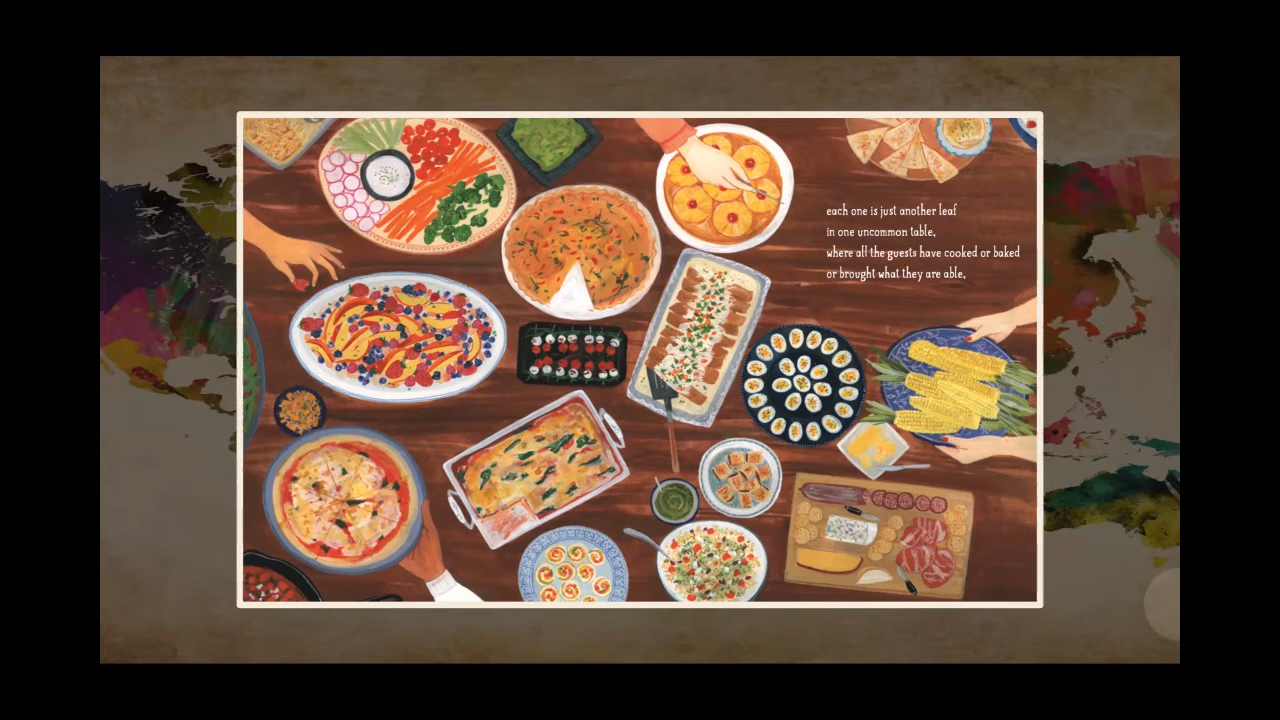 each one is just another leaf
in one uncommon table,
where all the guests have cooked or baked
or brought what they are able,